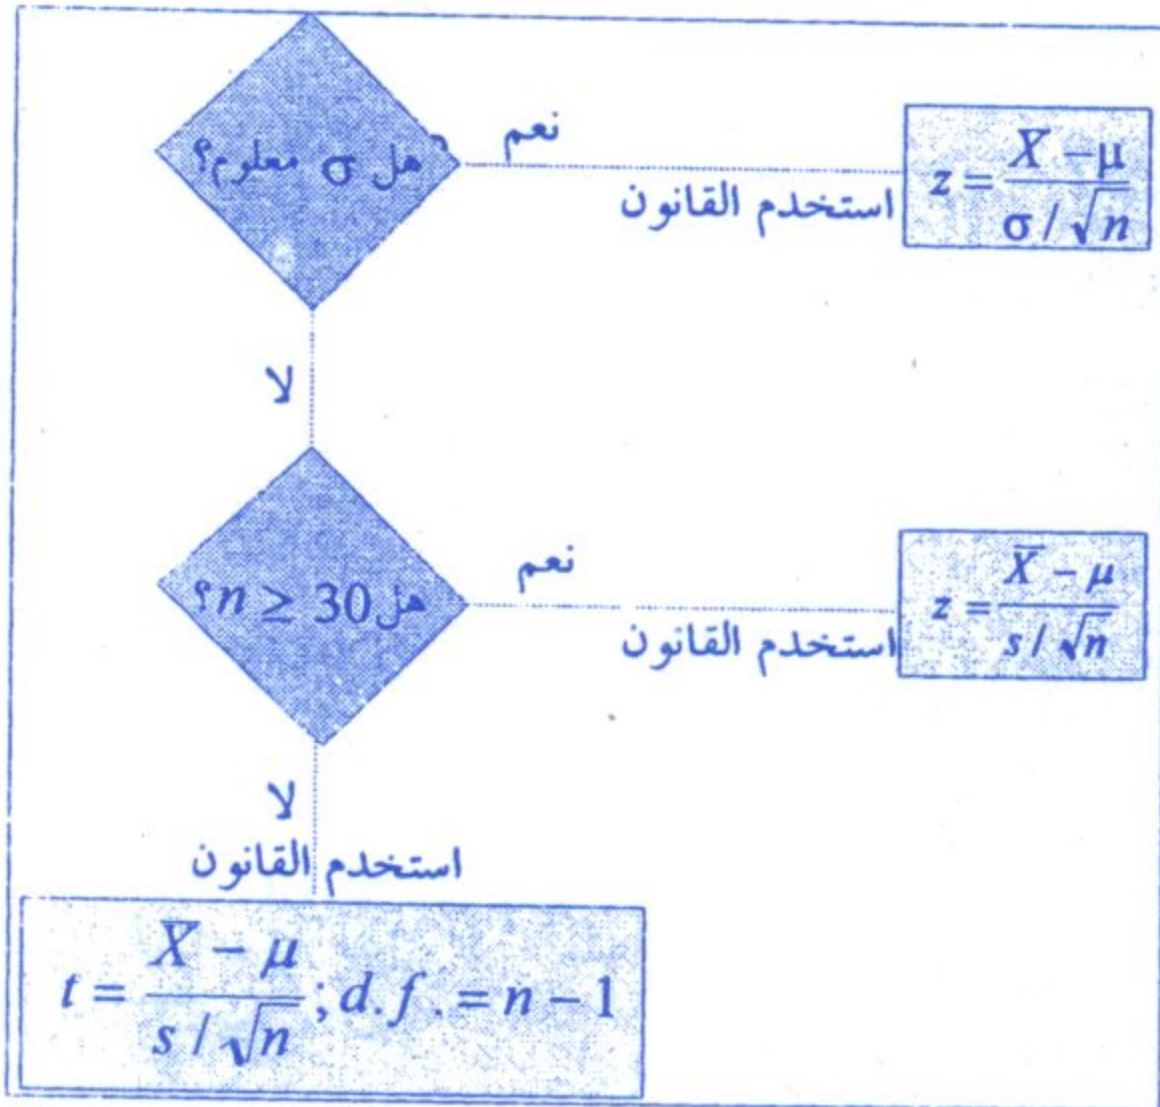 هل σ معلوم؟
نعم
استخدم القانون
z = (X̅ − μ) / (σ / √n)
لا
هل n ≥ 30؟
نعم
استخدم القانون
z = (X̅ − μ) / (s / √n)
لا
استخدم القانون
t = (X̅ − μ) / (s / √n) ; d.f. = n − 1